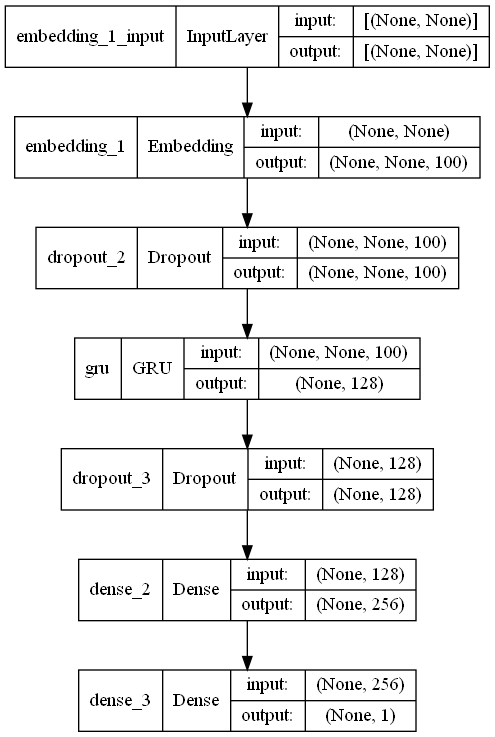 embedding_1_input InputLayer input: [(None, None)]
output: [(None, None)]
embedding_1 Embedding input: (None, None)
output: (None, None, 100)
dropout_2 Dropout input: (None, None, 100)
output: (None, None, 100)
gru GRU input: (None, None, 100)
output: (None, 128)
dropout_3 Dropout input: (None, 128)
output: (None, 128)
dense_2 Dense input: (None, 128)
output: (None, 256)
dense_3 Dense input: (None, 256)
output: (None, 1)